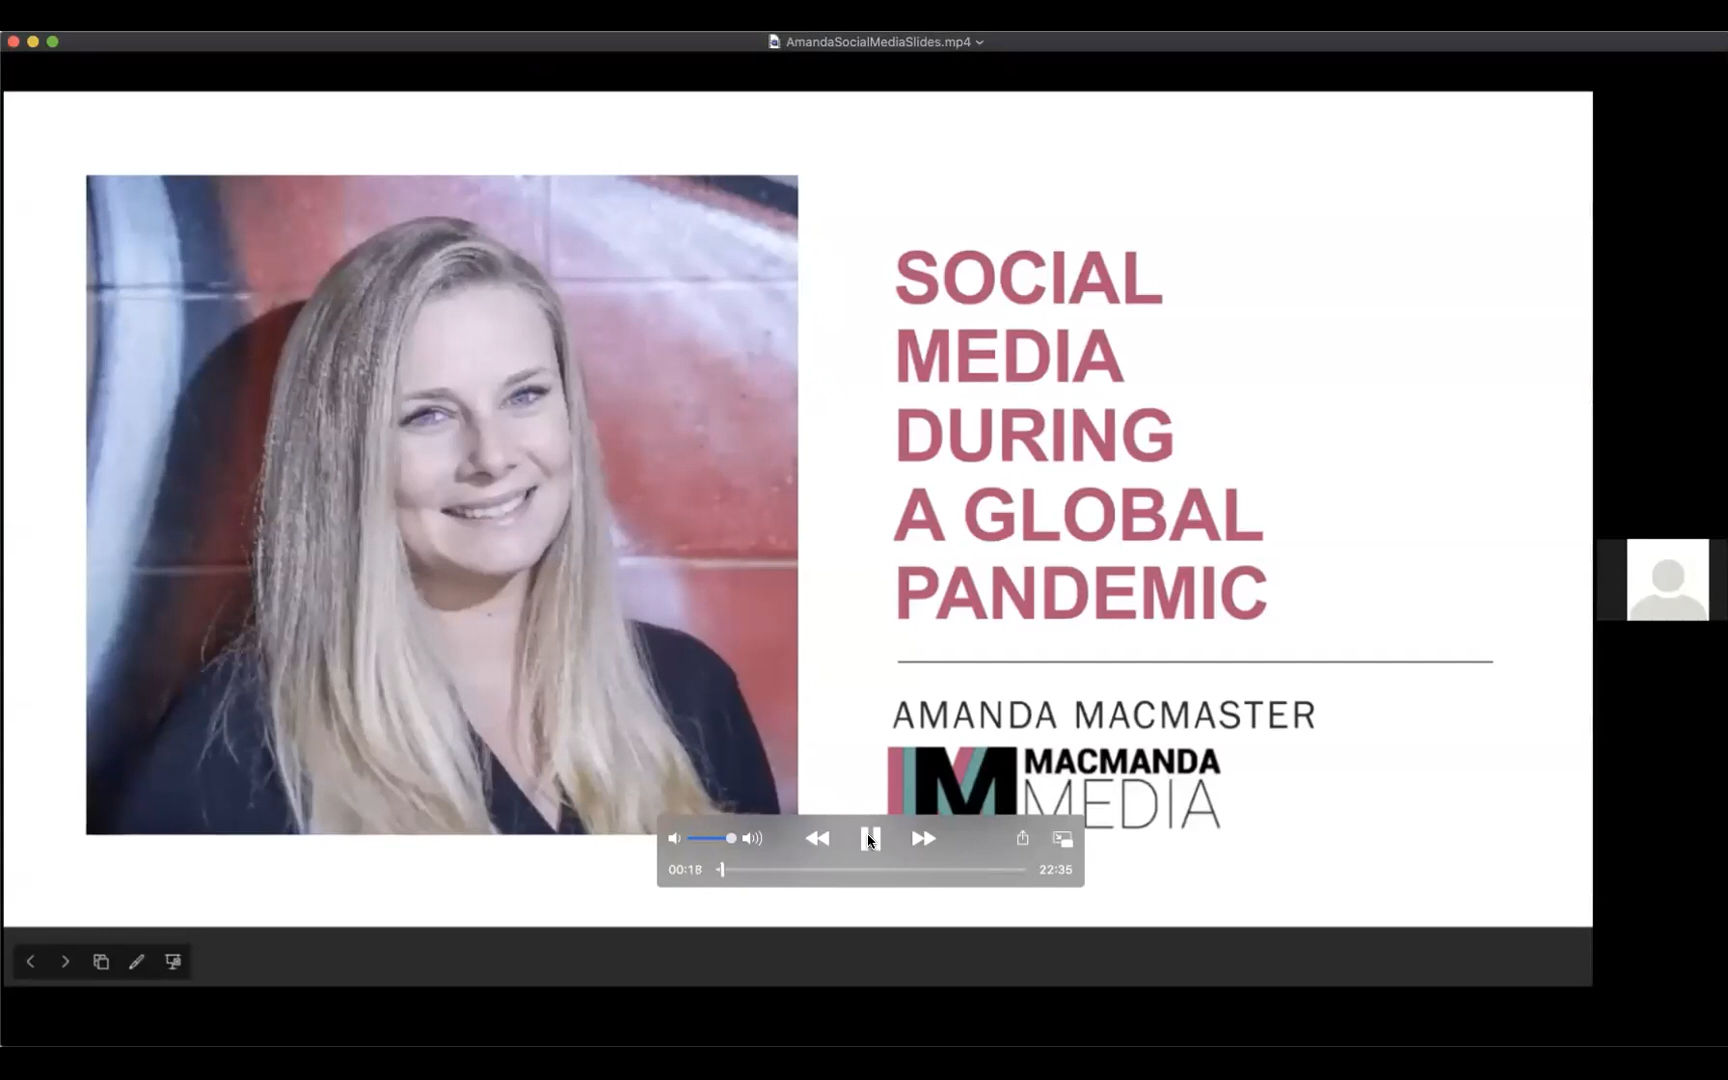 AmandaSocialMediaSlides.mp4
SOCIAL
MEDIA
DURING
A GLOBAL
PANDEMIC
AMANDA MACMASTER
M MACMANDA
MEDIA
00:18
22:35